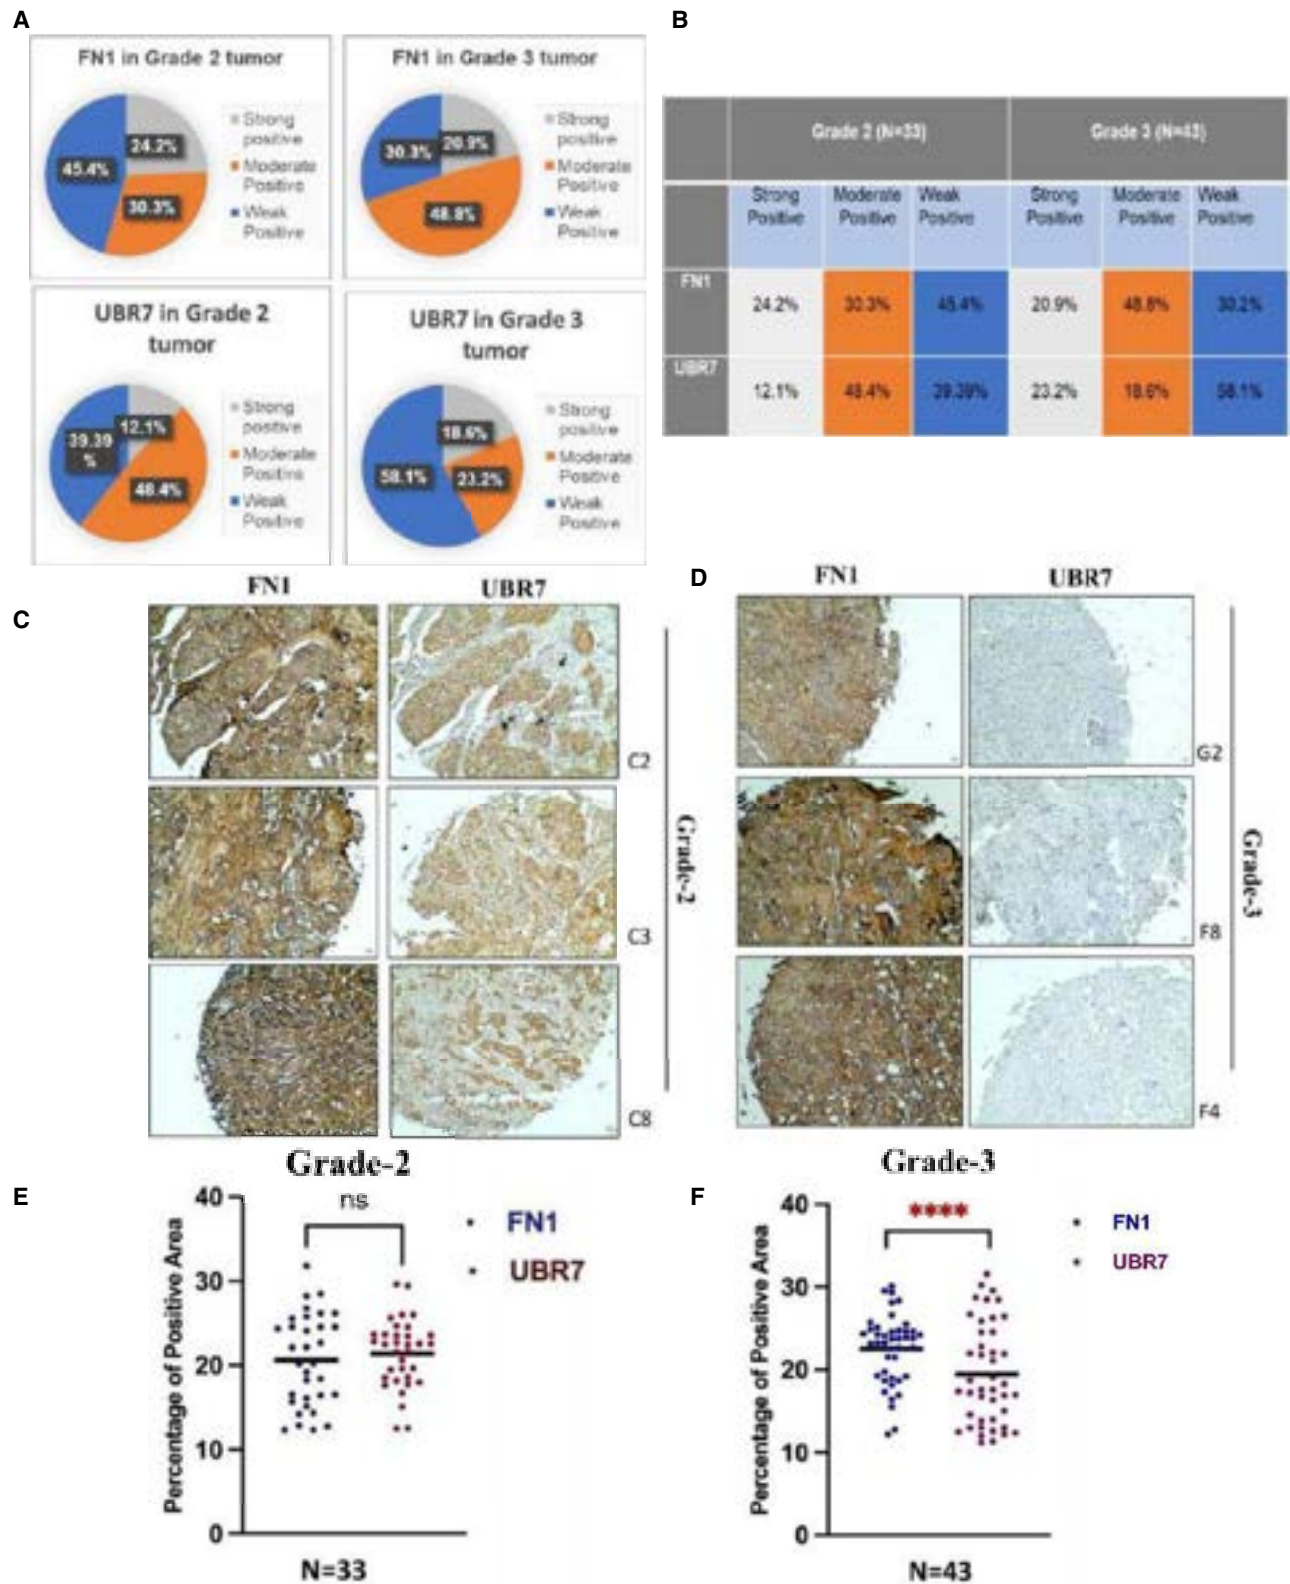 A
B
FN1 in Grade 2 tumor
24.2%
45.4%
30.3%
Strong
positive
Moderate
Positive
Weak
Positive
FN1 in Grade 3 tumor
30.3%
20.9%
48.8%
Strong
positive
Moderate
Positive
Weak
Positive
UBR7 in Grade 2
tumor
12.1%
39.39
%
48.4%
Strong
positive
Moderate
Positive
Weak
Positive
UBR7 in Grade 3
tumor
18.6%
58.1%
23.2%
Strong
positive
Moderate
Positive
Weak
Positive
Grade 2 (N=33) Grade 3 (N=43)
Strong Moderate Weak Strong Moderate Weak
Positive Positive Positive Positive Positive Positive
FN1
24.2% 30.3% 45.4% 20.9% 48.8% 30.2%
UBR7
12.1% 48.4% 39.39% 23.2% 18.6% 58.1%
C
FN1 UBR7
C2
C3
C8
Grade-2
D
FN1 UBR7
G2
F8
F4
Grade-3
E
Grade-2
ns
FN1
UBR7
Percentage of Positive Area
40
30
20
10
0
N=33
F
Grade-3
****
FN1
UBR7
Percentage of Positive Area
40
30
20
10
0
N=43